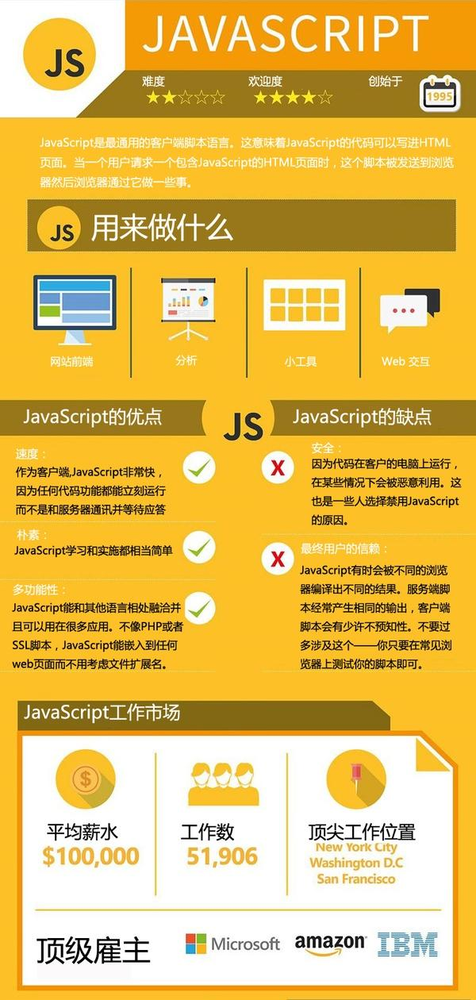 JS
JAVASCRIPT
难度
欢迎度
创始于
1995
JavaScript是最通用的客户端脚本语言。这意味着JavaScript的代码可以写进HTML
页面。当一个用户请求一个包含JavaScript的HTML页面时，这个脚本被发送到浏览
器然后浏览器通过它做一些事。
JS
用来做什么
网站前端
分析
小工具
Web 交互
JavaScript的优点
JS
JavaScript的缺点
速度：
作为客户端,JavaScript非常快，
因为任何代码功能都能立刻运行
而不是和服务器通讯并等待应答
朴素：
JavaScript学习和实施都相当简单
多功能性：
JavaScript能和其他语言相处融洽并
且可以用在很多应用。不像PHP或者
SSL脚本，JavaScript能嵌入到任何
web页面而不用考虑文件扩展名。
安全：
X
因为代码在客户的电脑上运行，
在某些情况下会被恶意利用。这
也是一些人选择禁用JavaScript
的原因。
最终用户的信赖：
X
JavaScript有时会被不同的浏览
器编译出不同的结果。服务端脚
本经常产生相同的输出，客户端
脚本会有少许不预知性。不要过
多涉及这个——你只要在常见浏
览器上测试你的脚本即可。
JavaScript工作市场
$
平均薪水
$100,000
工作数
51,906
顶尖工作位置
New York City
Washington D.C
San Francisco
顶级雇主
Microsoft
amazon
IBM